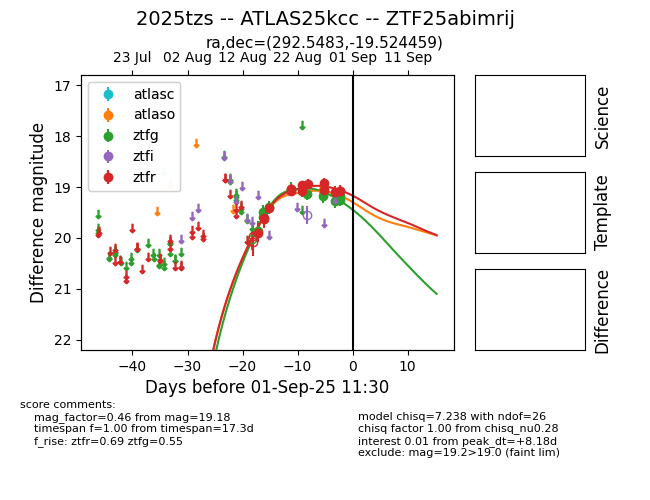 2025tzs -- ATLAS25kcc -- ZTF25abimrij
ra,dec=(292.5483,-19.524459)
23 Jul 02 Aug 12 Aug 22 Aug 01 Sep 11 Sep
17
18
19
20
21
22
Difference magnitude
atlasc
atlaso
ztfg
ztfi
ztfr
Science
Template
Difference
−40 −30 −20 −10 0 10
Days before 01-Sep-25 11:30
score comments:
mag_factor=0.46 from mag=19.18
timespan f=1.00 from timespan=17.3d
f_rise: ztfr=0.69 ztfg=0.55
model chisq=7.238 with ndof=26
chisq factor 1.00 from chisq_nu0.28
interest 0.01 from peak_dt=+8.18d
exclude: mag=19.2>19.0 (faint lim)